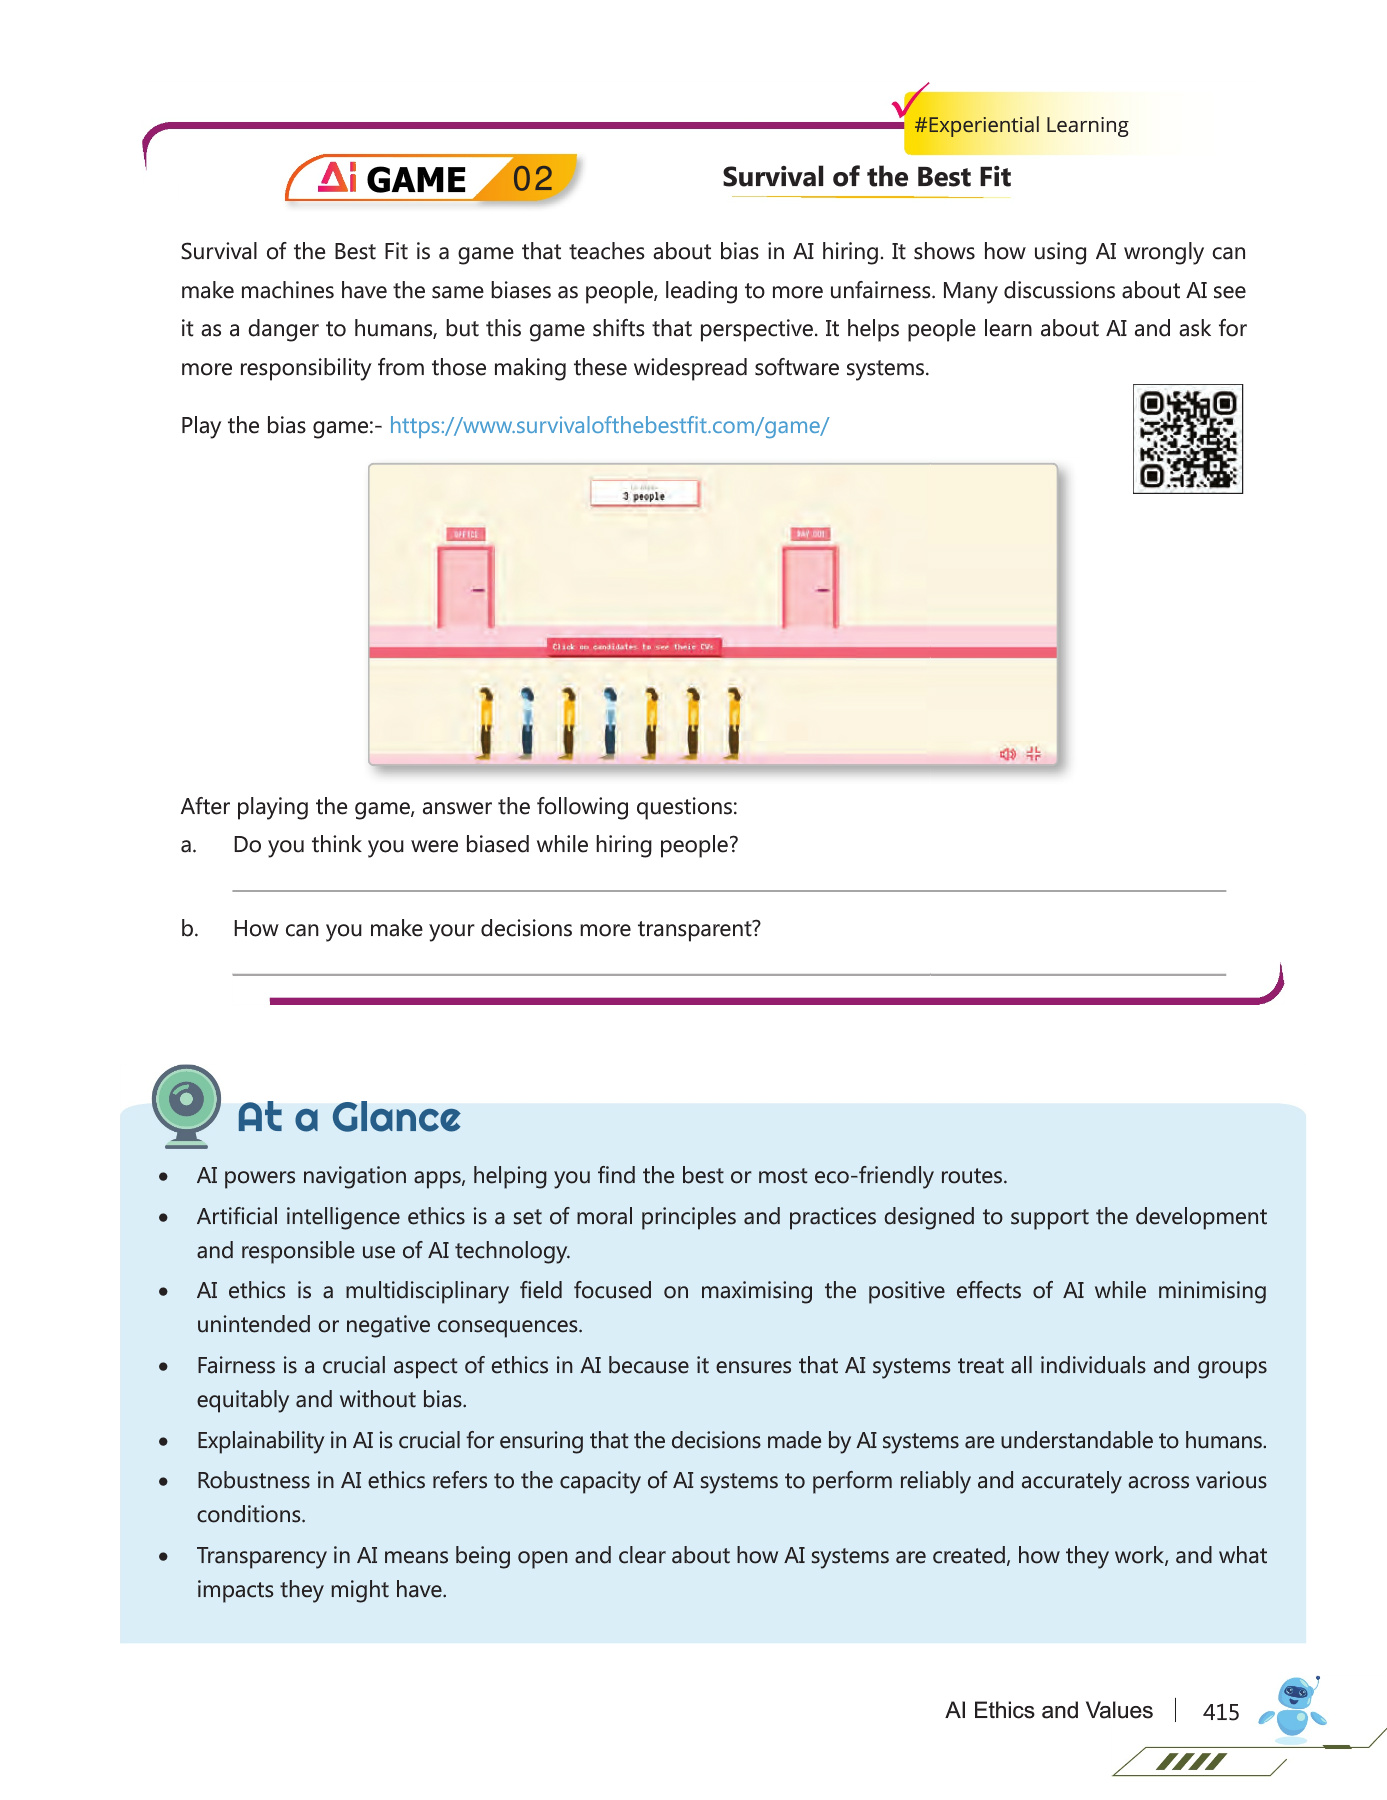 #Experiential Learning
Ai GAME 02
Survival of the Best Fit
Survival of the Best Fit is a game that teaches about bias in AI hiring. It shows how using AI wrongly can
make machines have the same biases as people, leading to more unfairness. Many discussions about AI see
it as a danger to humans, but this game shifts that perspective. It helps people learn about AI and ask for
more responsibility from those making these widespread software systems.
Play the bias game:- https://www.survivalofthebestfit.com/game/
3 people
OFFICE
Click on candidates to see their CVs
After playing the game, answer the following questions:
a. Do you think you were biased while hiring people?
b. How can you make your decisions more transparent?
At a Glance
• AI powers navigation apps, helping you find the best or most eco-friendly routes.
• Artificial intelligence ethics is a set of moral principles and practices designed to support the development
and responsible use of AI technology.
• AI ethics is a multidisciplinary field focused on maximising the positive effects of AI while minimising
unintended or negative consequences.
• Fairness is a crucial aspect of ethics in AI because it ensures that AI systems treat all individuals and groups
equitably and without bias.
• Explainability in AI is crucial for ensuring that the decisions made by AI systems are understandable to humans.
• Robustness in AI ethics refers to the capacity of AI systems to perform reliably and accurately across various
conditions.
• Transparency in AI means being open and clear about how AI systems are created, how they work, and what
impacts they might have.
AI Ethics and Values 415